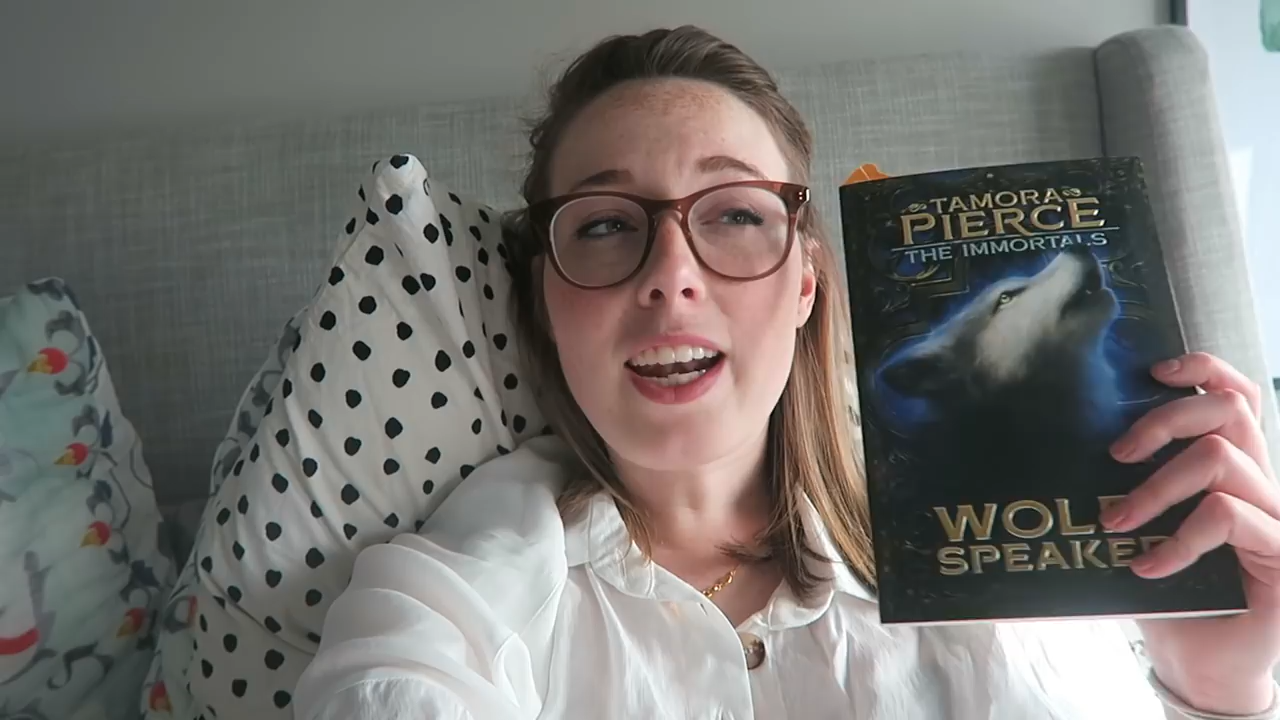 TAMORA
PIERCE
THE IMMORTALS
WOLF
SPEAKER